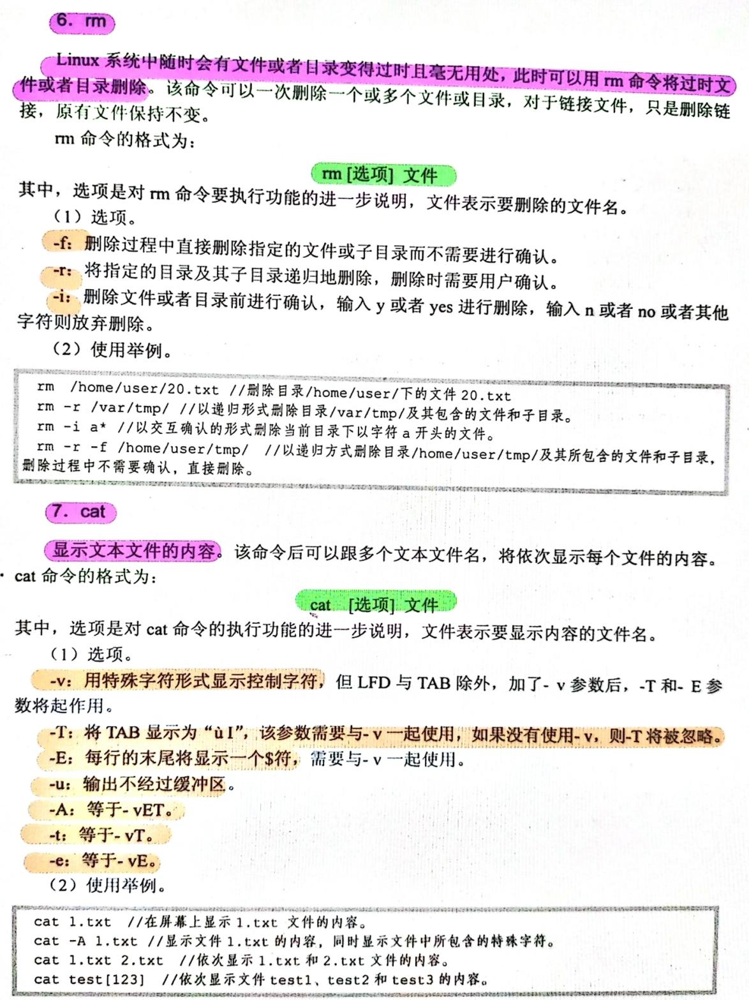 6. rm
Linux 系统中随时会有文件或者目录变得过时且毫无用处，此时可以用 rm 命令将过时文
件或者目录删除。该命令可以一次删除一个或多个文件或目录，对于链接文件，只是删除链
接，原有文件保持不变。
rm 命令的格式为：
rm [选项] 文件
其中，选项是对 rm 命令要执行功能的进一步说明，文件表示要删除的文件名。
（1）选项。
-f：删除过程中直接删除指定的文件或子目录而不需要进行确认。
-r：将指定的目录及其子目录递归地删除，删除时需要用户确认。
-i：删除文件或者目录前进行确认，输入 y 或者 yes 进行删除，输入 n 或者 no 或者其他
字符则放弃删除。
（2）使用举例。
rm /home/user/20.txt //删除目录/home/user/下的文件 20.txt
rm -r /var/tmp/ //以递归形式删除目录/var/tmp/及其包含的文件和子目录。
rm -i a* //以交互确认的形式删除当前目录下以字符 a 开头的文件。
rm -r -f /home/user/tmp/ //以递归方式删除目录/home/user/tmp/及其所包含的文件和子目录，
删除过程中不需要确认，直接删除。
7. cat
显示文本文件的内容。该命令后可以跟多个文本文件名，将依次显示每个文件的内容。
cat 命令的格式为：
cat [选项] 文件
其中，选项是对 cat 命令的执行功能的进一步说明，文件表示要显示内容的文件名。
（1）选项。
-v：用特殊字符形式显示控制字符，但 LFD 与 TAB 除外，加了- v 参数后，-T 和- E 参
数将起作用。
-T：将 TAB 显示为“ùI”，该参数需要与- v 一起使用，如果没有使用- v，则-T 将被忽略。
-E：每行的末尾将显示一个$符，需要与- v 一起使用。
-u：输出不经过缓冲区。
-A：等于- vET。
-t：等于- vT。
-e：等于- vE。
（2）使用举例。
cat 1.txt //在屏幕上显示 1.txt 文件的内容。
cat -A 1.txt //显示文件 1.txt 的内容，同时显示文件中所包含的特殊字符。
cat 1.txt 2.txt //依次显示 1.txt 和 2.txt 文件的内容。
cat test[123] //依次显示文件 test1、test2 和 test3 的内容。